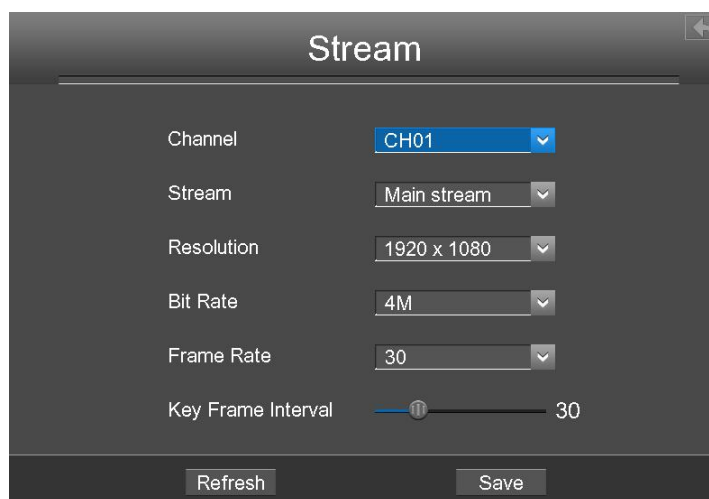 Stream
Channel CH01
Stream Main stream
Resolution 1920 x 1080
Bit Rate 4M
Frame Rate 30
Key Frame Interval 30
Refresh Save